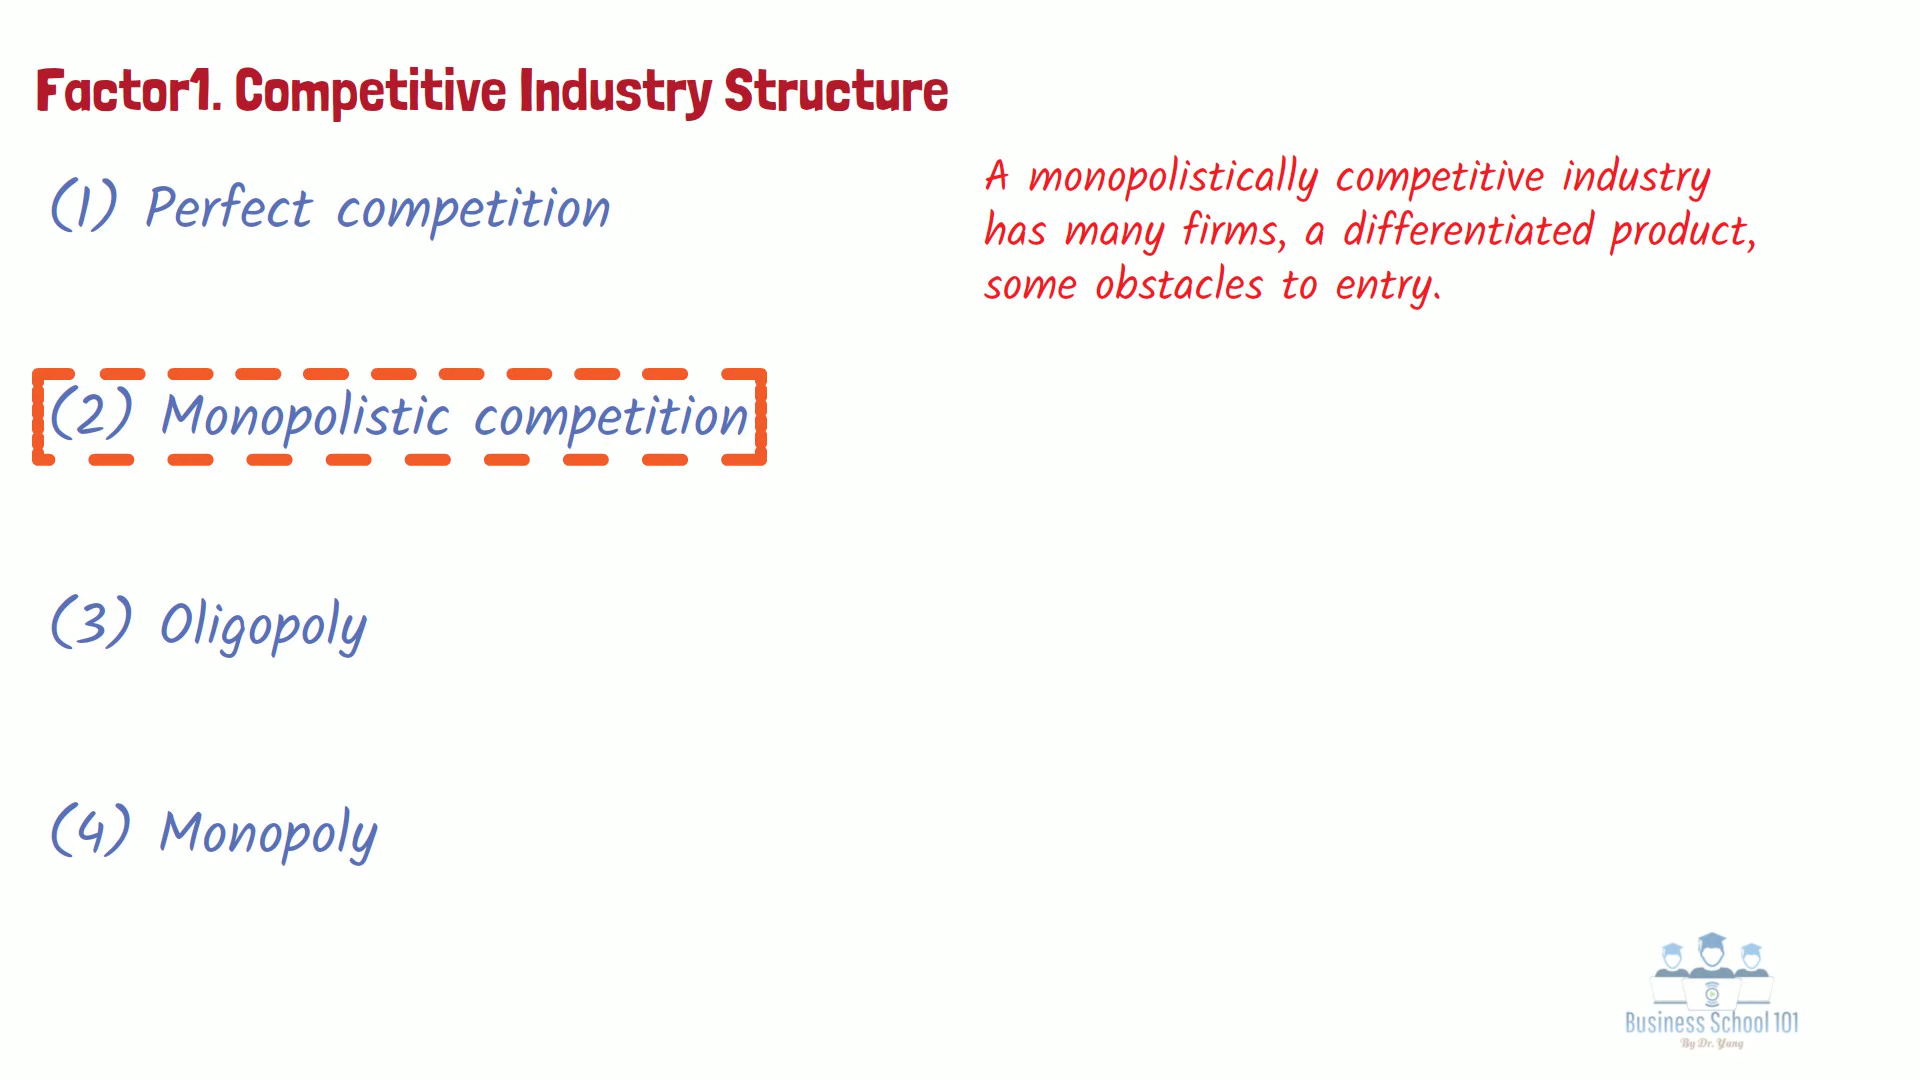 Factor1. Competitive Industry Structure
(1) Perfect competition
A monopolistically competitive industry
has many firms, a differentiated product,
some obstacles to entry.
(2) Monopolistic competition
(3) Oligopoly
(4) Monopoly
Business School 101
By Dr. Yang